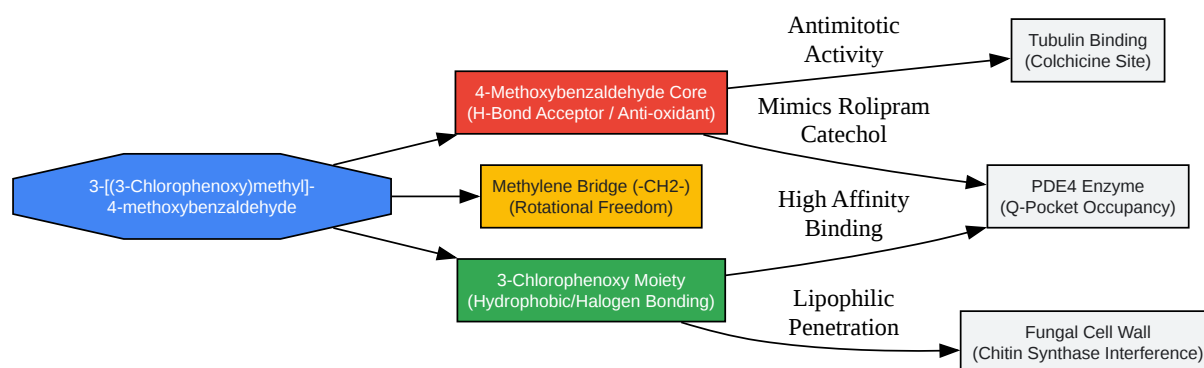 3-[(3-Chlorophenoxy)methyl]-
4-methoxybenzaldehyde
4-Methoxybenzaldehyde Core
(H-Bond Acceptor / Anti-oxidant)
Methylene Bridge (-CH2-)
(Rotational Freedom)
3-Chlorophenoxy Moiety
(Hydrophobic/Halogen Bonding)
Antimitotic
Activity
Mimics Rolipram
Catechol
High Affinity
Binding
Lipophilic
Penetration
Tubulin Binding
(Colchicine Site)
PDE4 Enzyme
(Q-Pocket Occupancy)
Fungal Cell Wall
(Chitin Synthase Interference)